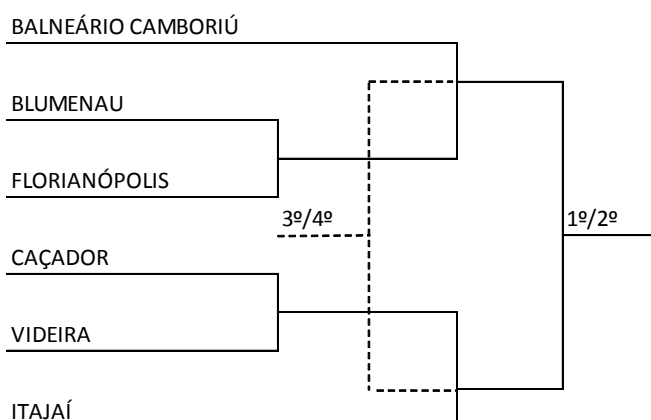 BALNEÁRIO CAMBORIÚ
BLUMENAU
FLORIANÓPOLIS
3º/4º
1º/2º
CAÇADOR
VIDEIRA
ITAJAÍ